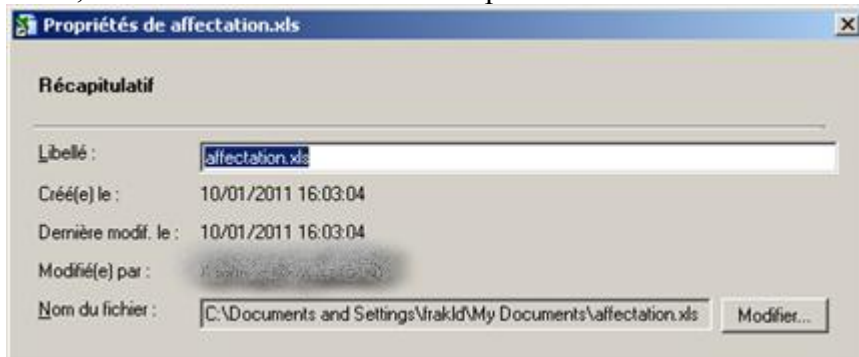 Propriétés de affectation.xls
Récapitulatif
Libellé : affectation.xls
Créé(e) le : 10/01/2011 16:03:04
Dernière modif. le : 10/01/2011 16:03:04
Modifié(e) par :
Nom du fichier : C:\Documents and Settings\frakld\My Documents\affectation.xls Modifier...